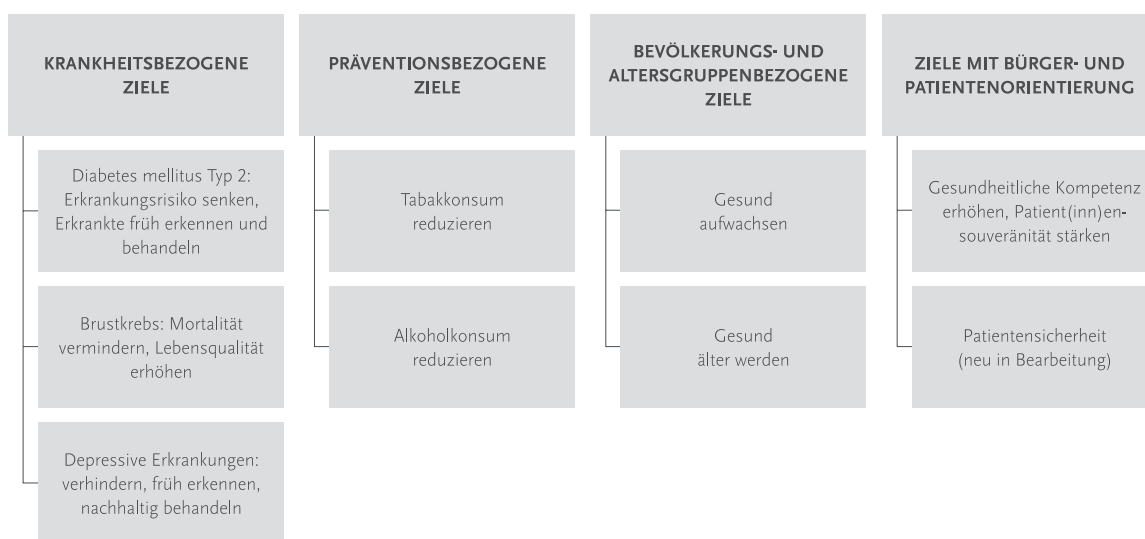 KRANKHEITSBEZOGENE
ZIELE
Diabetes mellitus Typ 2:
Erkrankungsrisiko senken,
Erkrankte früh erkennen und
behandeln
Brustkrebs: Mortalität
vermindern, Lebensqualität
erhöhen
Depressive Erkrankungen:
verhindern, früh erkennen,
nachhaltig behandeln
PRÄVENTIONSBEZOGENE
ZIELE
Tabakkonsum
reduzieren
Alkoholkonsum
reduzieren
BEVÖLKERUNGS- UND
ALTERSGRUPPENBEZOGENE
ZIELE
Gesund
aufwachsen
Gesund
älter werden
ZIELE MIT BÜRGER- UND
PATIENTENORIENTIERUNG
Gesundheitliche Kompetenz
erhöhen, Patient(inn)en-
souveränität stärken
Patientensicherheit
(neu in Bearbeitung)